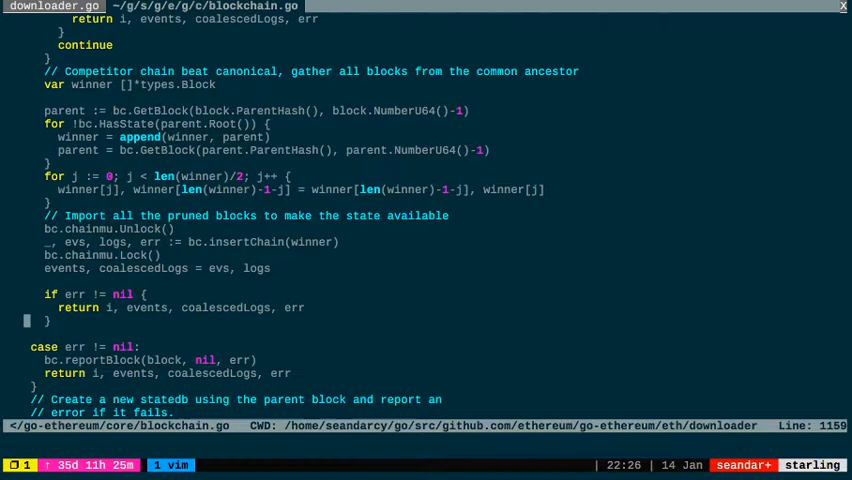 downloader.go  ~/g/s/g/e/g/c/blockchain.go X
return i, events, coalescedLogs, err
}
continue
}
// Competitor chain beat canonical, gather all blocks from the common ancestor
var winner []*types.Block
parent := bc.GetBlock(block.ParentHash(), block.NumberU64()-1)
for !bc.HasState(parent.Root()) {
winner = append(winner, parent)
parent = bc.GetBlock(parent.ParentHash(), parent.NumberU64()-1)
}
for j := 0; j < len(winner)/2; j++ {
winner[j], winner[len(winner)-1-j] = winner[len(winner)-1-j], winner[j]
}
// Import all the pruned blocks to make the state available
bc.chainmu.Unlock()
_, evs, logs, err := bc.insertChain(winner)
bc.chainmu.Lock()
events, coalescedLogs = evs, logs
if err != nil {
return i, events, coalescedLogs, err
}
case err != nil:
bc.reportBlock(block, nil, err)
return i, events, coalescedLogs, err
}
// Create a new statedb using the parent block and report an
// error if it fails.
</go-ethereum/core/blockchain.go   CWD: /home/seandarcy/go/src/github.com/ethereum/go-ethereum/eth/downloader   Line: 1159
1 ↑ 35d 11h 25m 1 vim | 22:26 | 14 Jan seandar+ starling